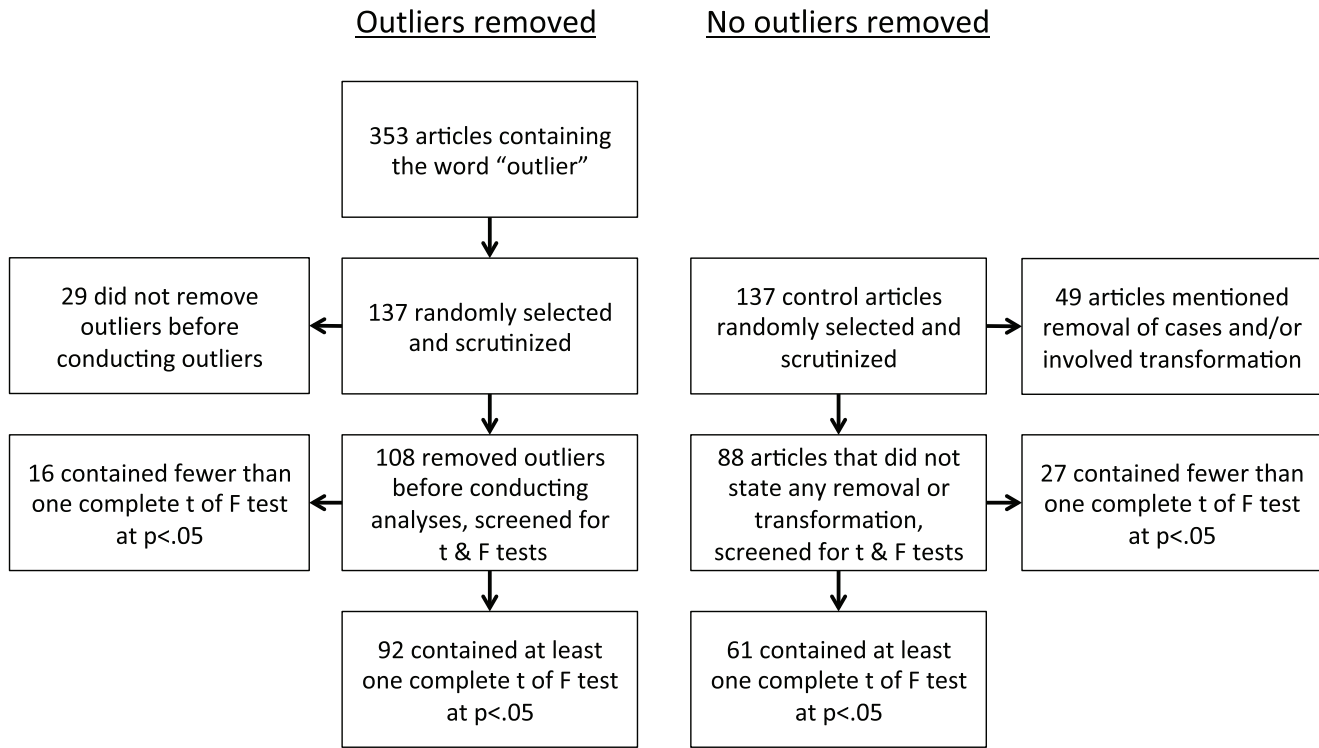 Outliers removed
No outliers removed
353 articles containing
the word “outlier”
29 did not remove
outliers before
conducting outliers
137 randomly selected
and scrutinized
137 control articles
randomly selected and
scrutinized
49 articles mentioned
removal of cases and/or
involved transformation
16 contained fewer than
one complete t of F test
at p<.05
108 removed outliers
before conducting
analyses, screened for
t & F tests
88 articles that did not
state any removal or
transformation,
screened for t & F tests
27 contained fewer than
one complete t of F test
at p<.05
92 contained at least
one complete t of F test
at p<.05
61 contained at least
one complete t of F test
at p<.05